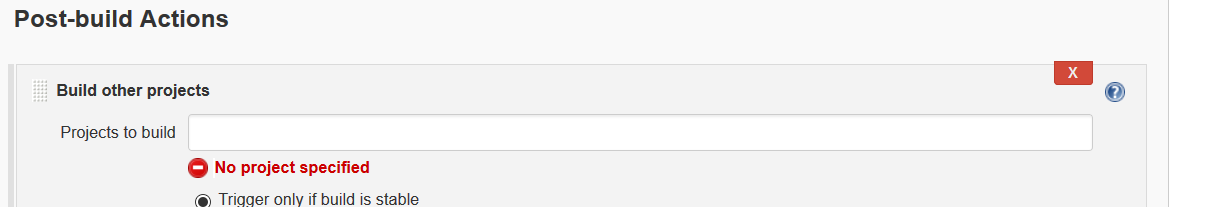 Post-build Actions
X
Build other projects
?
Projects to build
No project specified
Trigger only if build is stable